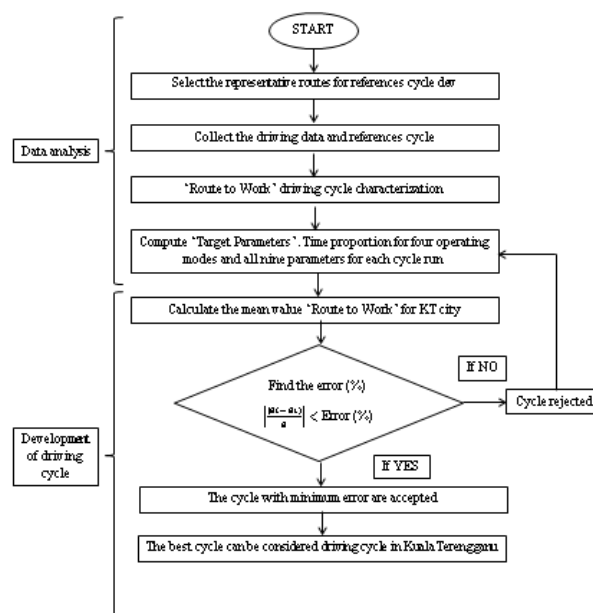 START
Select the representative routes for references cycle dev
Collect the driving data and references cycle
Data analysis
‘Route to Work’ driving cycle characterization
Compute ‘Target Parameters’. Time proportion for four operating
modes and all nine parameters for each cycle run
Calculate the mean value ‘Route to Work’ for KT city
If NO
Find the error (%)
< Error (%)
Cycle rejected
Development
of driving
cycle
If YES
The cycle with minimum error are accepted
The best cycle can be considered driving cycle in Kuala Terengganu